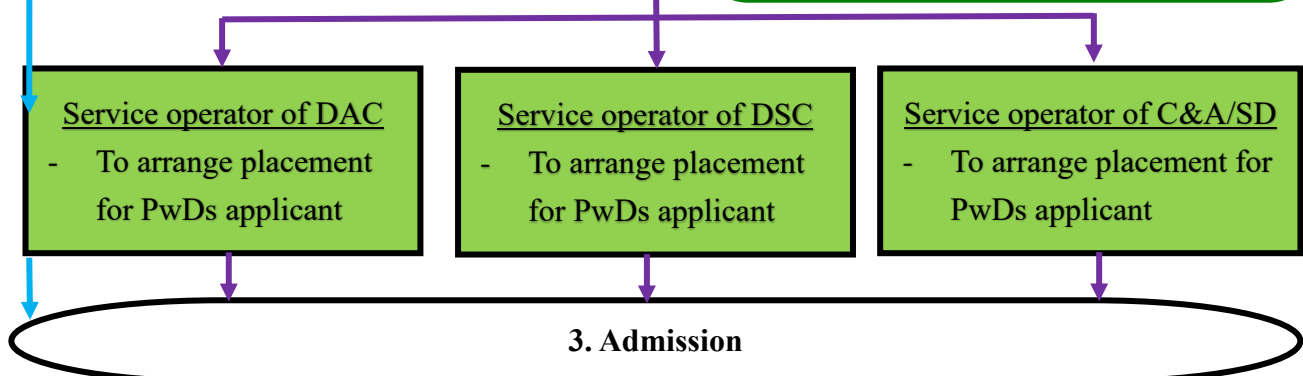 Service operator of DAC
- To arrange placement
for PwDs applicant
Service operator of DSC
- To arrange placement
for PwDs applicant
Service operator of C&A/SD
- To arrange placement for
PwDs applicant
3. Admission